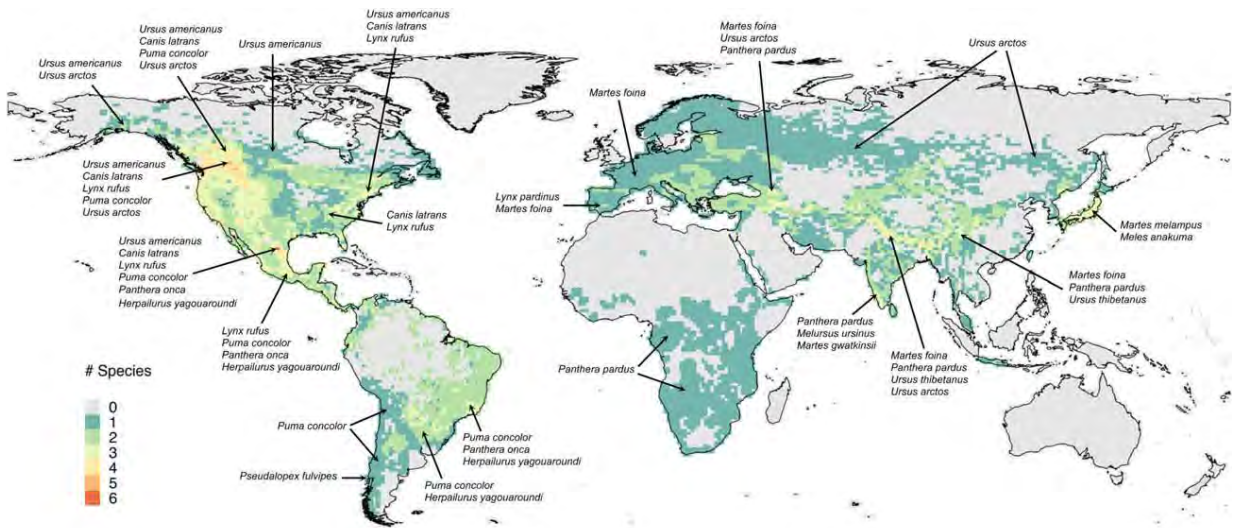 Ursus americanus
Canis latrans
Lynx rufus
Ursus americanus
Canis latrans
Puma concolor
Ursus arctos
Ursus americanus
Martes foina
Ursus arctos
Panthera pardus
Ursus arctos
Ursus americanus
Ursus arctos
Martes foina
Ursus americanus
Canis latrans
Lynx rufus
Puma concolor
Ursus arctos
Lynx pardinus
Martes foina
Canis latrans
Lynx rufus
Martes melampus
Meles anakuma
Ursus americanus
Canis latrans
Lynx rufus
Puma concolor
Panthera onca
Herpailurus yagouaroundi
Martes foina
Panthera pardus
Ursus thibetanus
Lynx rufus
Puma concolor
Panthera onca
Herpailurus yagouaroundi
Panthera pardus
Melursus ursinus
Martes gwatkinsii
Martes foina
Panthera pardus
Ursus thibetanus
Ursus arctos
Panthera pardus
# Species
0
1
2
3
4
5
6
Puma concolor
Puma concolor
Panthera onca
Herpailurus yagouaroundi
Pseudalopex fulvipes
Puma concolor
Herpailurus yagouaroundi